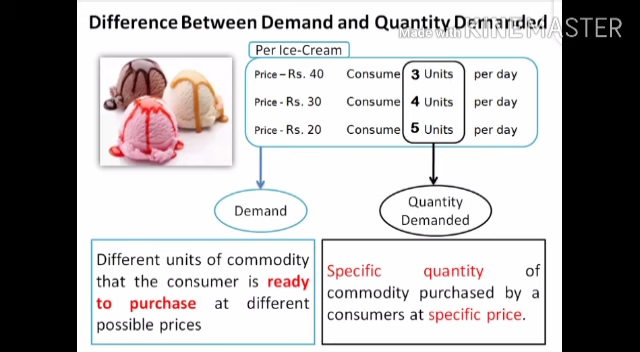 Difference Between Demand and Quantity Demanded
Made with KINEMASTER
Per Ice-Cream
Price – Rs. 40 Consume 3 Units per day
Price - Rs. 30 Consume 4 Units per day
Price - Rs. 20 Consume 5 Units per day
Demand
Quantity
Demanded
Different units of commodity
that the consumer is ready
to purchase at different
possible prices
Specific quantity of
commodity purchased by a
consumers at specific price.